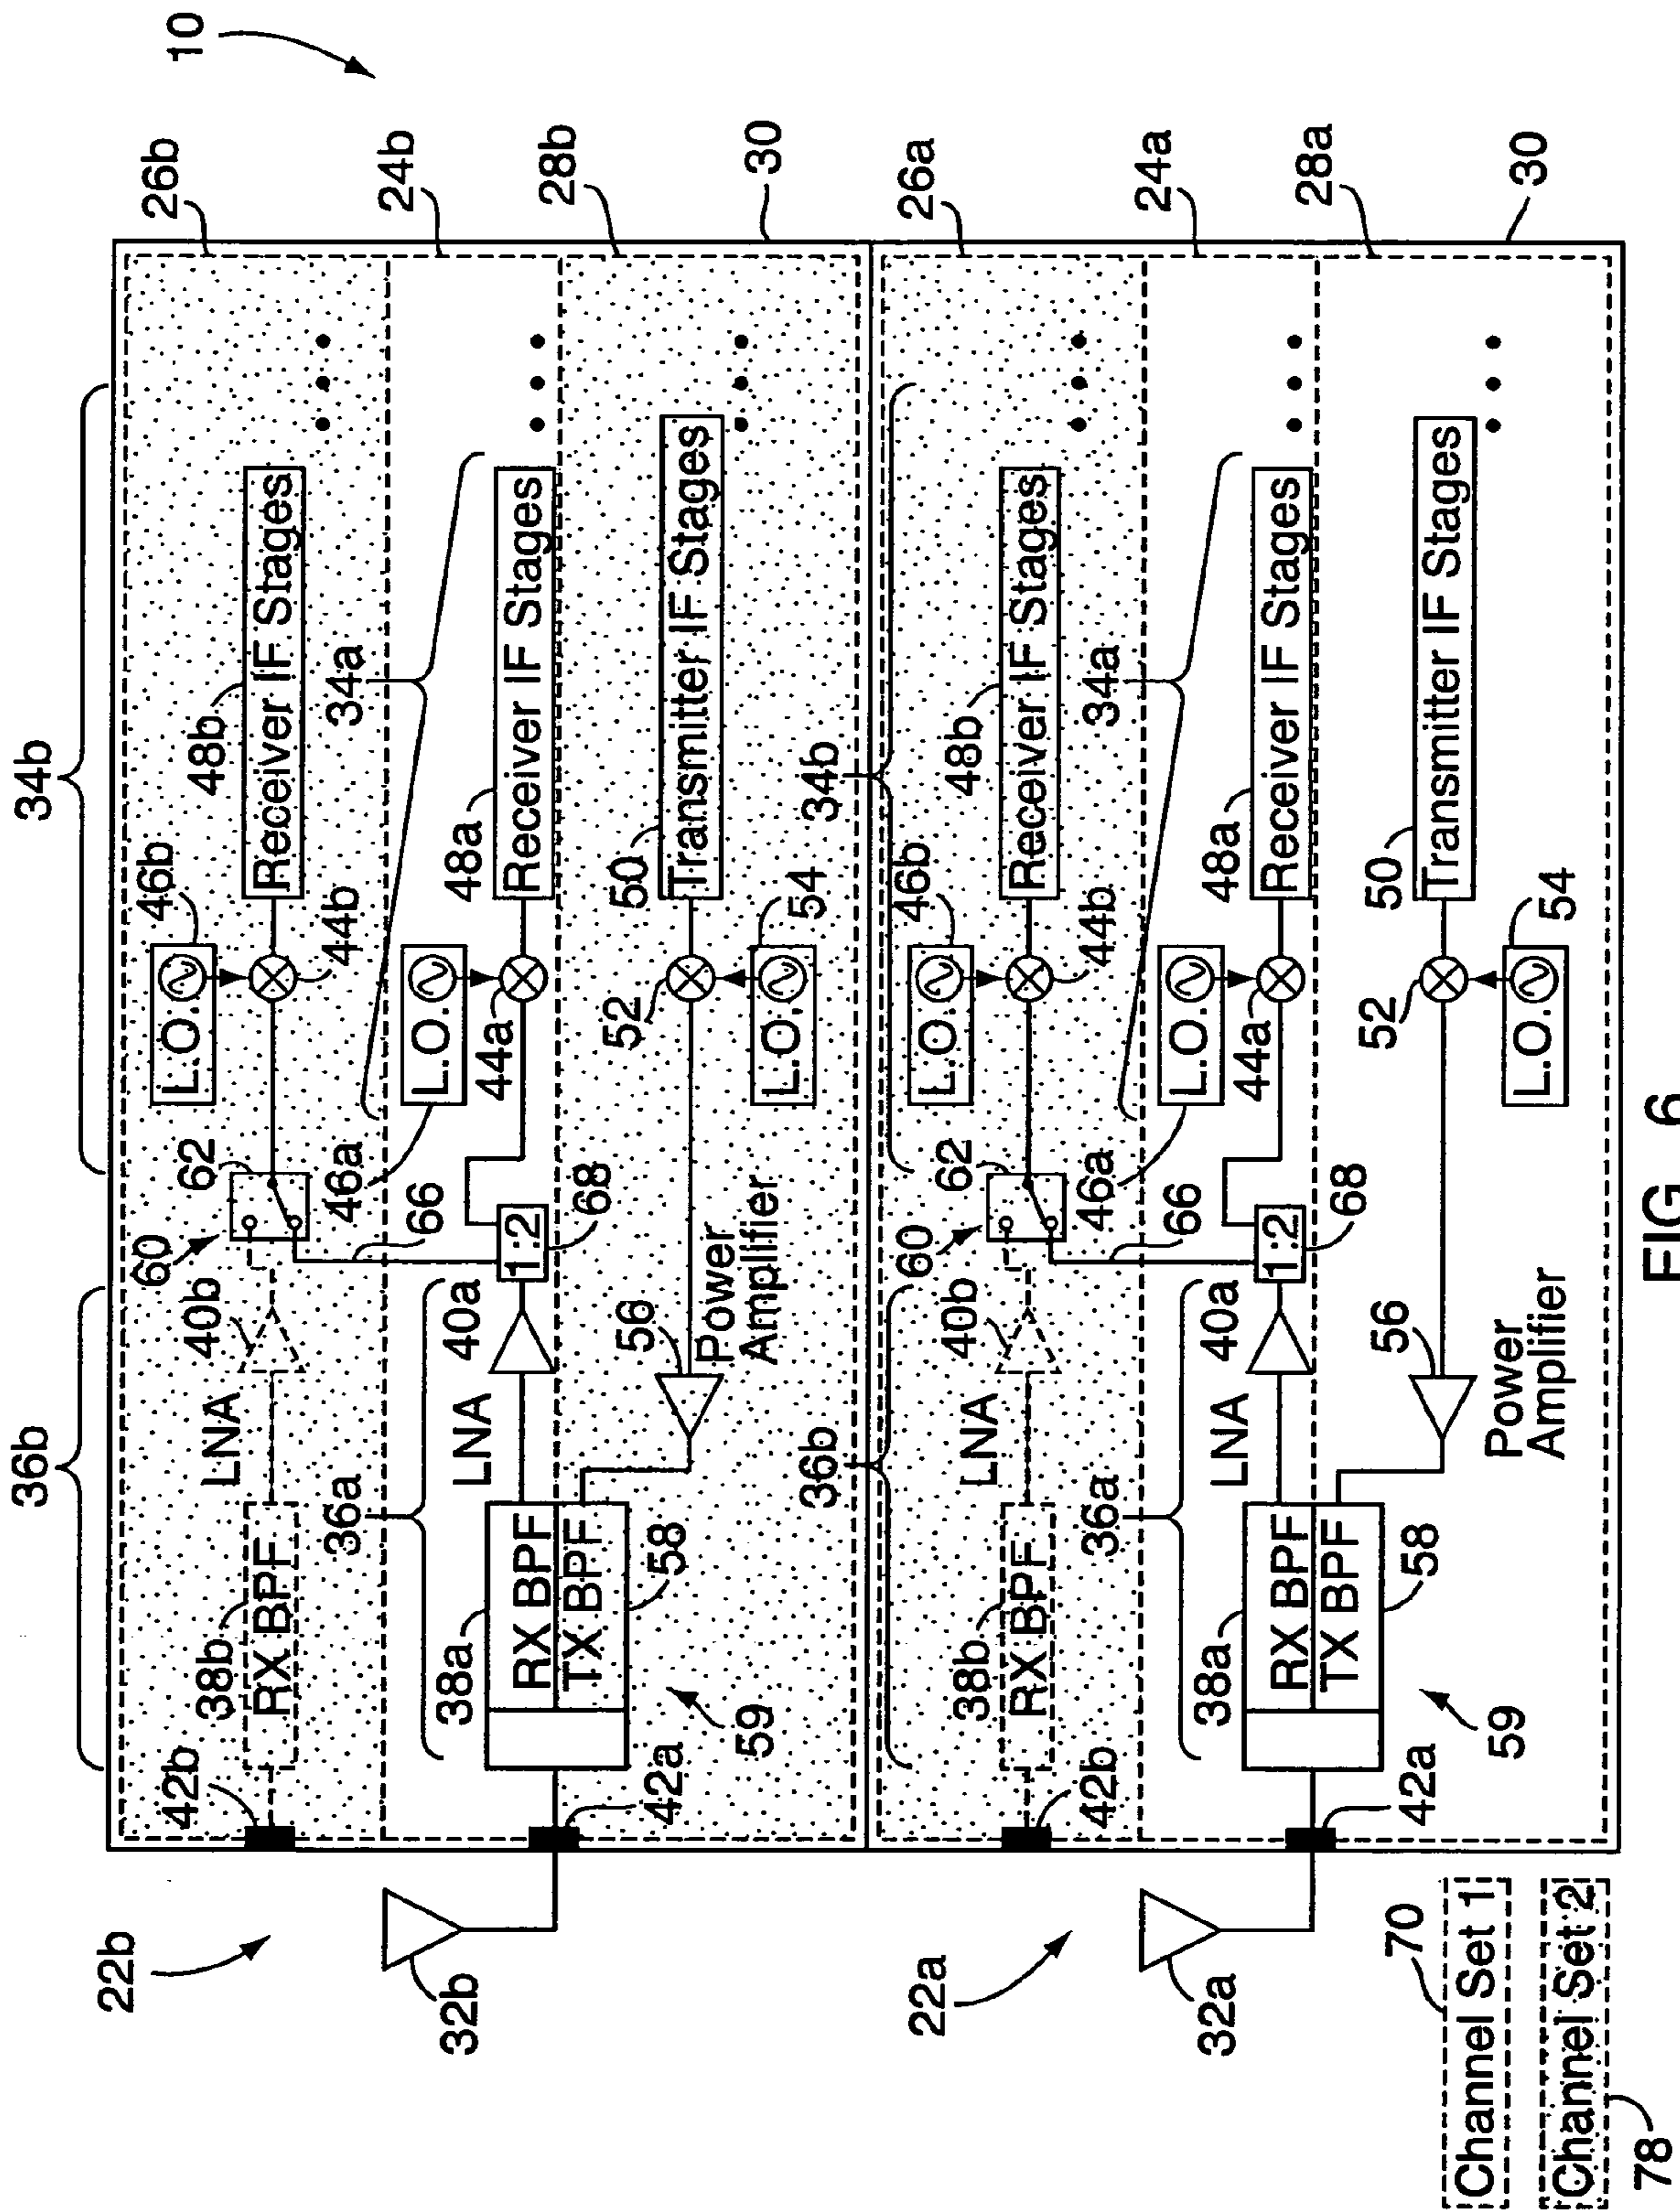 10
34b
36b
26b
24b
28b
30
46b
48b
L.O.
Receiver IF Stages
44b
62
60
40b
LNA
38b
RX BPF
42b
34a
48a
46a
L.O.
Receiver IF Stages
44a
66
68
1:2
40a
36a
LNA
38a
RX BPF
TX BPF
58
59
42a
50
Transmitter IF Stages
52
54
L.O.
56
Power
Amplifier
22b
32b
34b
36b
26a
24a
28a
30
46b
48b
L.O.
Receiver IF Stages
44b
62
60
40b
LNA
38b
RX BPF
42b
34a
48a
46a
L.O.
Receiver IF Stages
44a
66
68
1:2
40a
36a
LNA
38a
RX BPF
TX BPF
58
59
42a
50
Transmitter IF Stages
52
54
L.O.
56
Power
Amplifier
22a
32a
70
Channel Set 1
Channel Set 2
78
FIG. 6